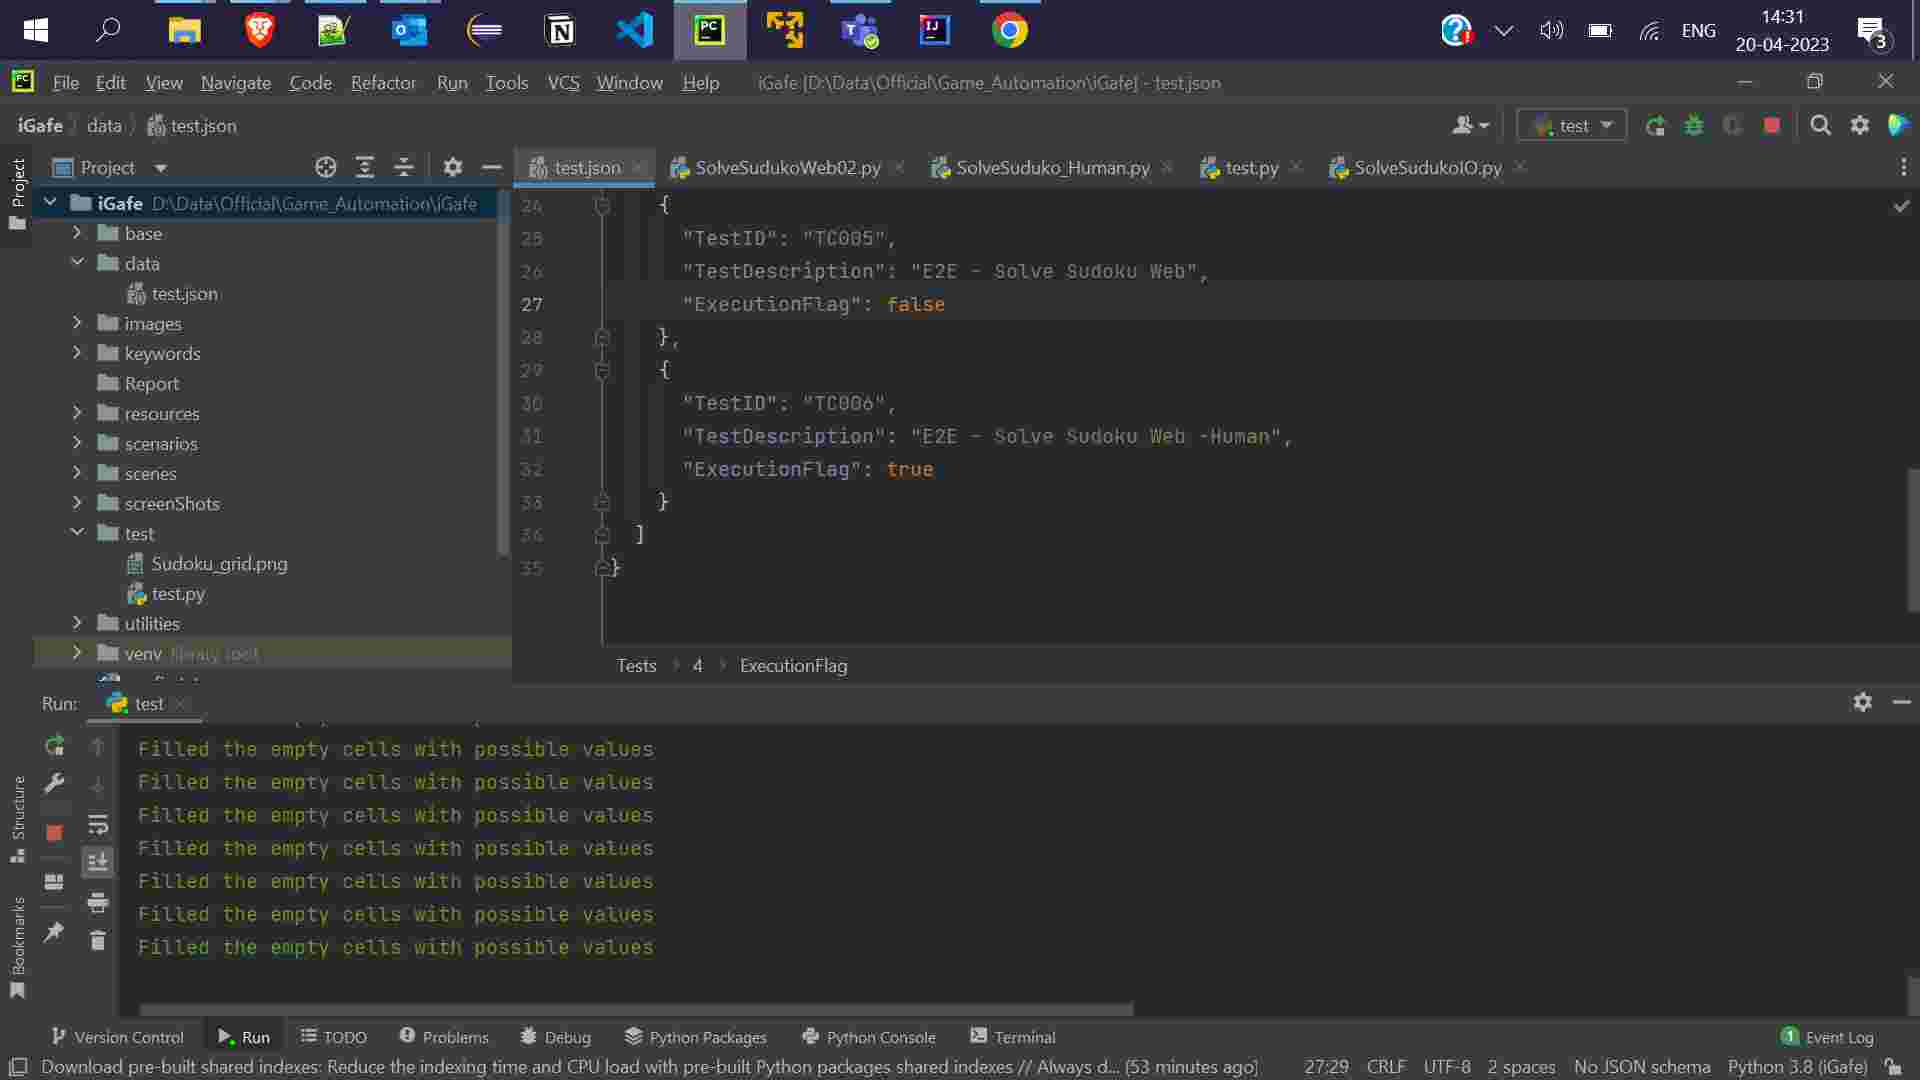 ENG
14:31
20-04-2023
3
PC
File Edit View Navigate Code Refactor Run Tools VCS Window Help iGafe [D:\Data\Official\Game_Automation\iGafe] - test.json
iGafe data test.json
test
Project
test.json SolveSudukoWeb02.py SolveSuduko_Human.py test.py SolveSudukoIO.py
Project
iGafe D:\Data\Official\Game_Automation\iGafe
base
data
test.json
images
keywords
Report
resources
scenarios
scenes
screenShots
test
Sudoku_grid.png
test.py
utilities
venv library root
24 {
25 "TestID": "TC005",
26 "TestDescription": "E2E - Solve Sudoku Web",
27 "ExecutionFlag": false
28 },
29 {
30 "TestID": "TC006",
31 "TestDescription": "E2E - Solve Sudoku Web -Human",
32 "ExecutionFlag": true
33 }
34 ]
35 }
Tests 4 ExecutionFlag
Run: test
Filled the empty cells with possible values
Filled the empty cells with possible values
Filled the empty cells with possible values
Filled the empty cells with possible values
Filled the empty cells with possible values
Filled the empty cells with possible values
Filled the empty cells with possible values
Structure
Bookmarks
Version Control Run TODO Problems Debug Python Packages Python Console Terminal 1 Event Log
Download pre-built shared indexes: Reduce the indexing time and CPU load with pre-built Python packages shared indexes // Always d... (53 minutes ago) 27:29 CRLF UTF-8 2 spaces No JSON schema Python 3.8 (iGafe)